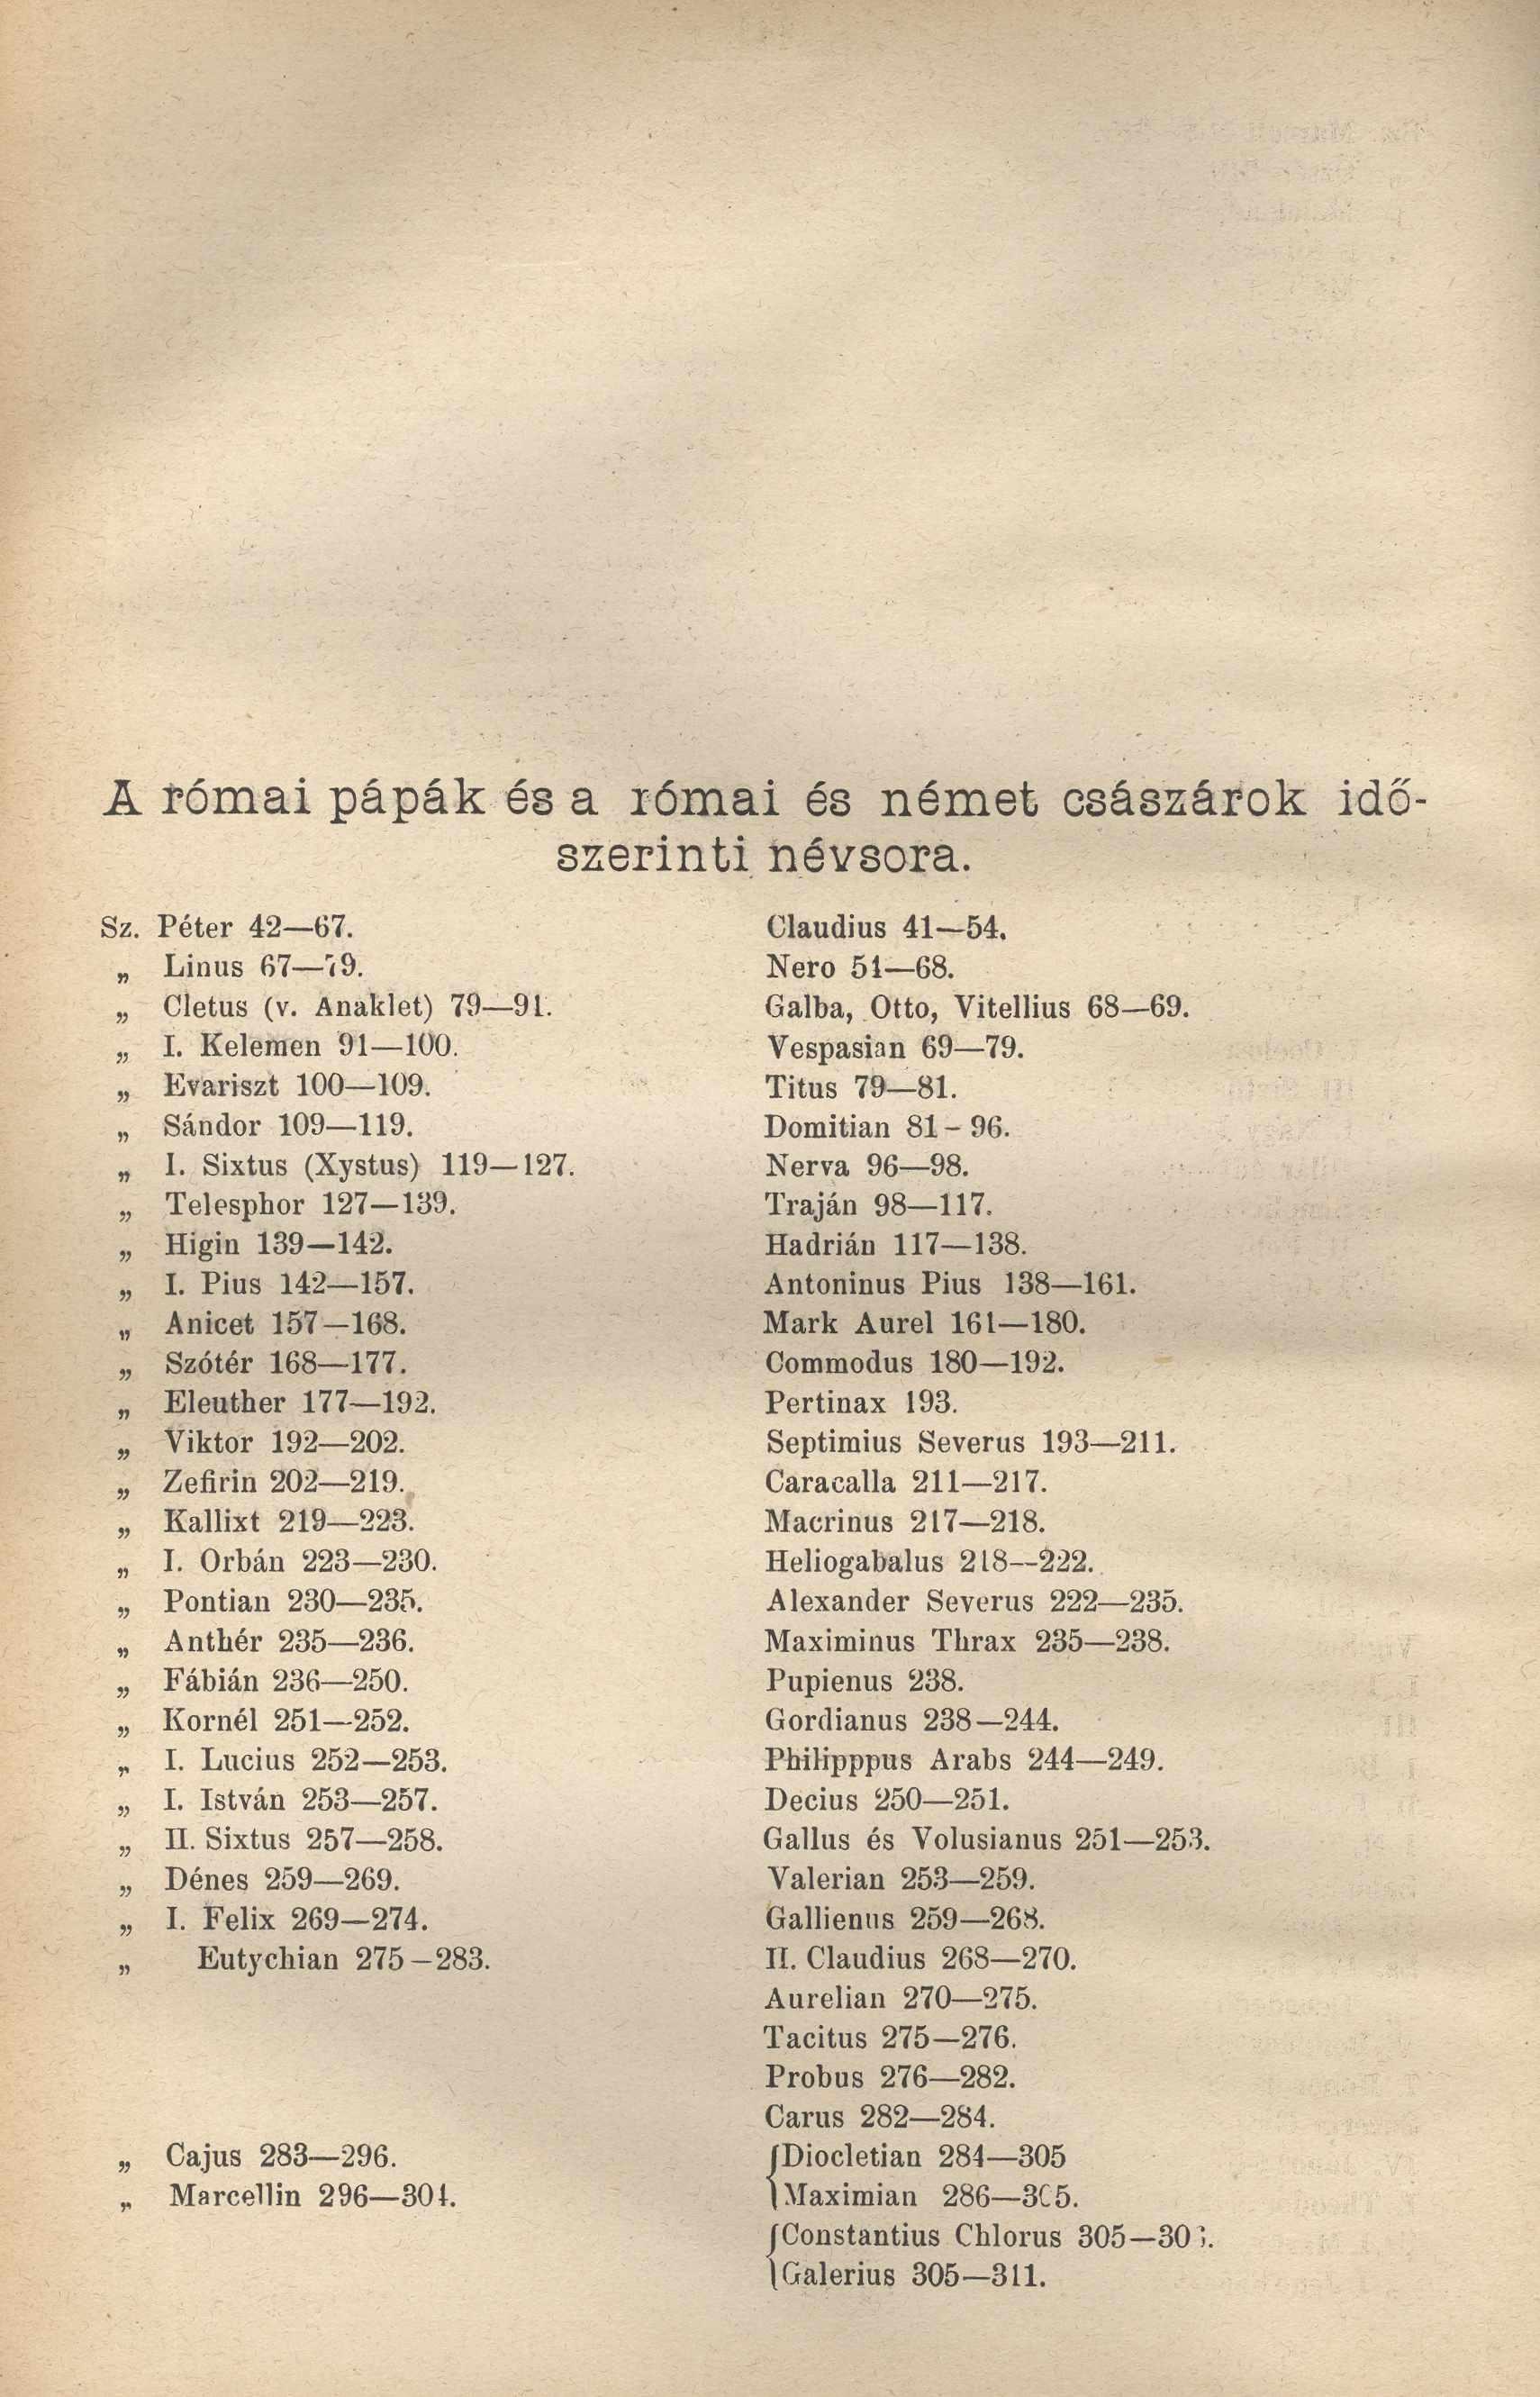 A római pápák és a római és német császárok idő-
szerinti névsora.
Sz. Péter 42—67.
„ Linus 67—79.
„ Cletus (v. Anaklet) 79—91.
„ I. Kelemen 91—100.
„ Evariszt 100—109.
„ Sándor 109—119.
„ I. Sixtus (Xystus) 119—127.
„ Telesphor 127—139.
„ Higin 139—142.
„ I. Pius 142—157.
„ Anicet 157—168.
„ Szótér 168—177.
„ Eleuther 177—192.
„ Viktor 192—202.
„ Zefirin 202—219.
„ Kallixt 219—223.
„ I. Orbán 223—230.
„ Pontian 230—235.
„ Anthér 235—236.
„ Fábián 236—250.
„ Kornél 251—252.
„ I. Lucius 252—253.
„ I. István 253—257.
„ II. Sixtus 257—258.
„ Dénes 259—269.
„ I. Felix 269—274.
„ Eutychian 275—283.
„ Cajus 283—296.
„ Marcellin 296—304.
Claudius 41—54.
Nero 54—68.
Galba, Otto, Vitellius 68—69.
Vespasian 69—79.
Titus 79—81.
Domitian 81-96.
Nerva 96—98.
Traján 98—117.
Hadrián 117—138.
Antoninus Pius 138—161.
Mark Aurel 161—180.
Commodus 180—192.
Pertinax 193.
Septimius Severus 193—211.
Caracalla 211—217.
Macrinus 217—218.
Heliogabalus 218—222.
Alexander Severus 222—235.
Maximinus Thrax 235—238.
Pupienus 238.
Gordianus 238—244.
Philipppus Arabs 244—249.
Decius 250—251.
Gallus és Volusianus 251—253.
Valerian 253—259.
Gallienus 259—268.
II. Claudius 268—270.
Aurelian 270—275.
Tacitus 275—276.
Probus 276—282.
Carus 282—284.
Diocletian 284—305
Maximian 286—305.
Constantius Chlorus 305—
Galerius 305—311.